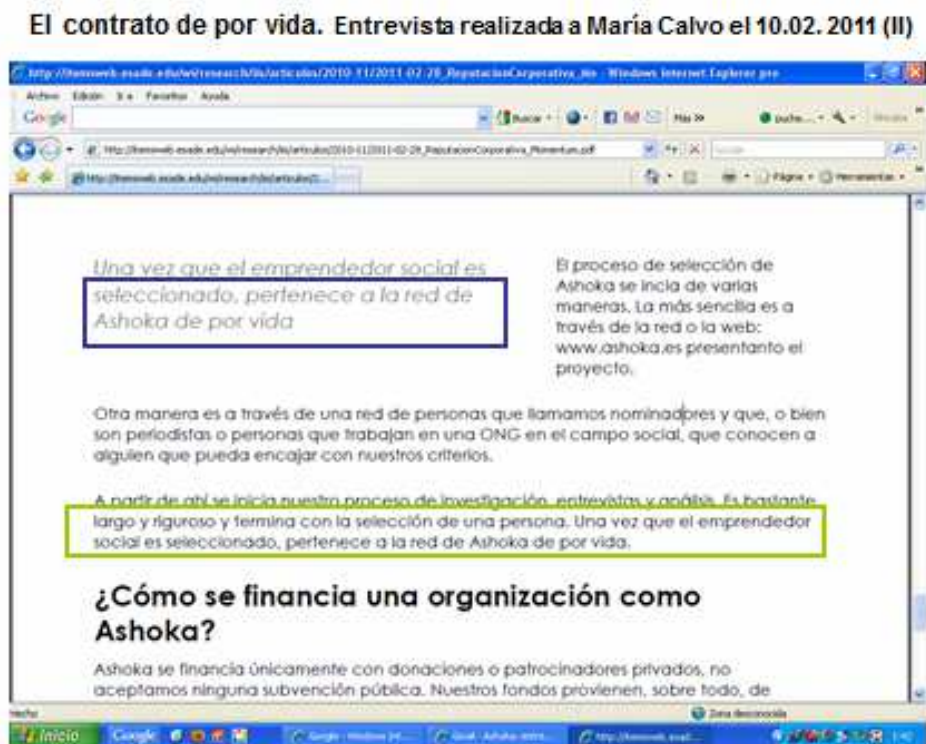 El contrato de por vida. Entrevista realizada a María Calvo el 10.02. 2011 (II)
Archivo Edición Ir a Favoritos Ayuda
Google
Buscar
Más »
Página
Herramientas
Una vez que el emprendedor social es
seleccionado, pertenece a la red de
Ashoka de por vida
El proceso de selección de
Ashoka se incia de varias
maneras. La más sencilla es a
través de la red o la web:
www.ashoka.es presentanto el
proyecto.
Otra manera es a través de una red de personas que llamamos nominadores y que, o bien
son periodistas o personas que trabajan en una ONG en el campo social, que conocen a
alguien que pueda encajar con nuestros criterios.
A partir de ahí se inicia nuestro proceso de investigación, entrevistas y análisis. Es bastante
largo y riguroso y termina con la selección de una persona. Una vez que el emprendedor
social es seleccionado, pertenece a la red de Ashoka de por vida.
¿Cómo se financia una organización como
Ashoka?
Ashoka se financia únicamente con donaciones o patrocinadores privados, no
aceptamos ninguna subvención pública. Nuestros fondos provienen, sobre todo, de
Zona desconocida
Inicio
Google